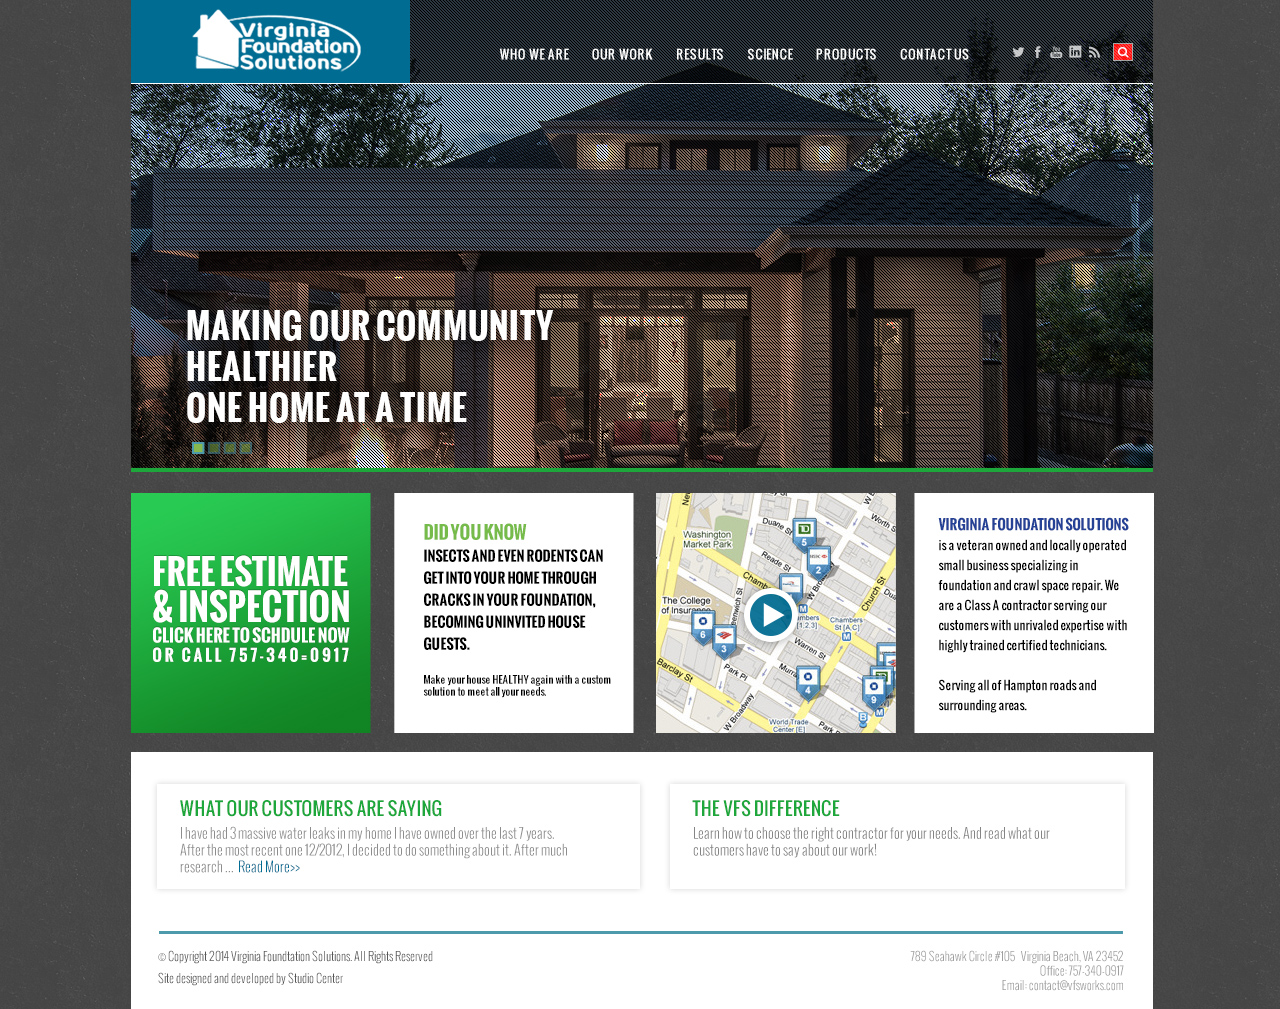 Virginia
Foundation
Solutions
WHO WE ARE OUR WORK RESULTS SCIENCE PRODUCTS CONTACT US
MAKING OUR COMMUNITY
HEALTHIER
ONE HOME AT A TIME
FREE ESTIMATE
& INSPECTION
CLICK HERE TO SCHDULE NOW
OR CALL 757-340=0917
DID YOU KNOW
INSECTS AND EVEN RODENTS CAN
GET INTO YOUR HOME THROUGH
CRACKS IN YOUR FOUNDATION,
BECOMING UNINVITED HOUSE
GUESTS.
Make your house HEALTHY again with a custom
solution to meet all your needs.
Duane St
Worth S
Washington
Market Park
Reade St
5
2
Church St
The College
of Insurance
Chambers St
[A C]
6
3
Warren St
Murray St
Barclay St
Park Pl
4
9
W Broadway
World Trade
Center [E]
Park
VIRGINIA FOUNDATION SOLUTIONS
is a veteran owned and locally operated
small business specializing in
foundation and crawl space repair. We
are a Class A contractor serving our
customers with unrivaled expertise with
highly trained certified technicians.
Serving all of Hampton roads and
surrounding areas.
WHAT OUR CUSTOMERS ARE SAYING
I have had 3 massive water leaks in my home I have owned over the last 7 years.
After the most recent one 12/2012, I decided to do something about it. After much
research ... Read More>>
THE VFS DIFFERENCE
Learn how to choose the right contractor for your needs. And read what our
customers have to say about our work!
© Copyright 2014 Virginia Foundtation Solutions. All Rights Reserved
Site designed and developed by Studio Center
789 Seahawk Circle #105 Virginia Beach, VA 23452
Office: 757-340-0917
Email: contact@vfsworks.com